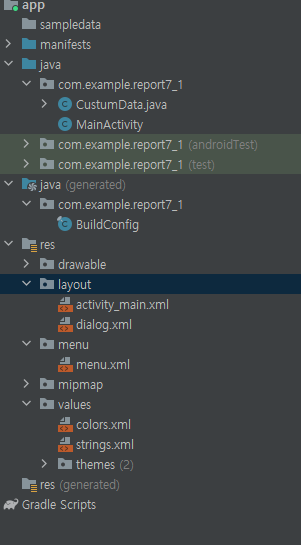 app
sampledata
manifests
java
com.example.report7_1
CustumData.java
MainActivity
com.example.report7_1 (androidTest)
com.example.report7_1 (test)
java (generated)
com.example.report7_1
BuildConfig
res
drawable
layout
activity_main.xml
dialog.xml
menu
menu.xml
mipmap
values
colors.xml
strings.xml
themes (2)
res (generated)
Gradle Scripts